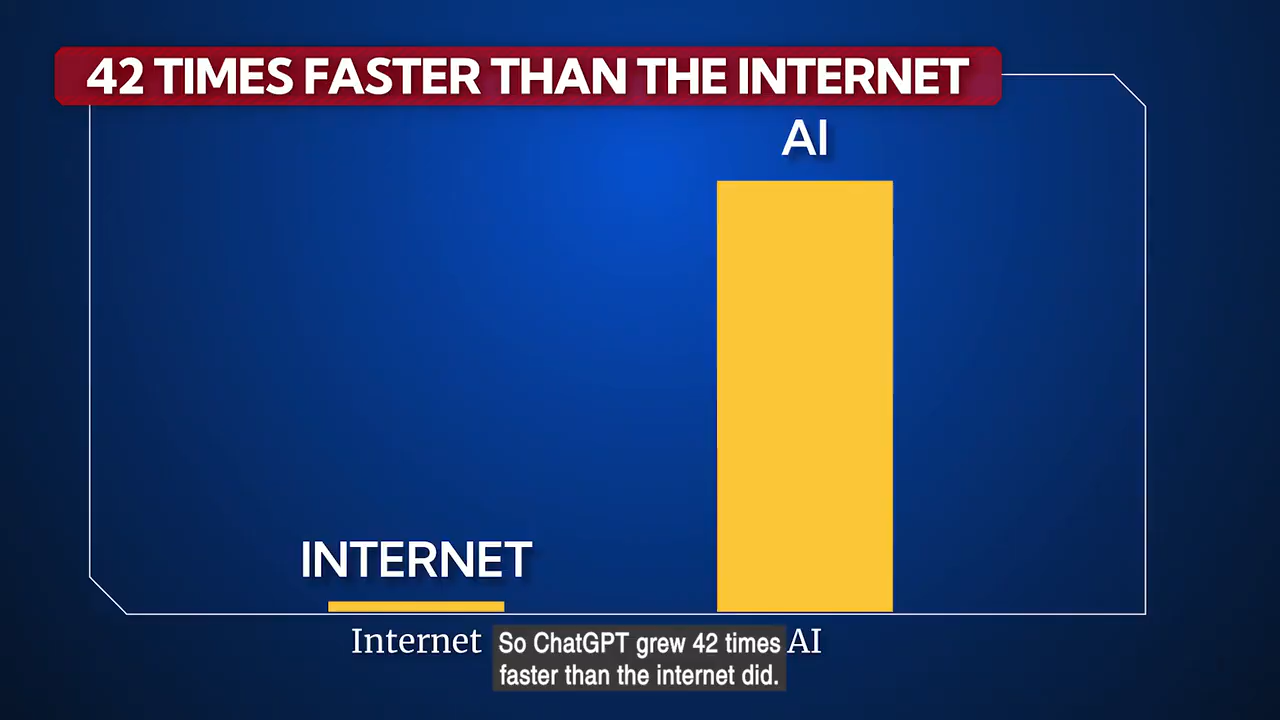 42 TIMES FASTER THAN THE INTERNET
AI
INTERNET
Internet
AI
So ChatGPT grew 42 times
faster than the internet did.